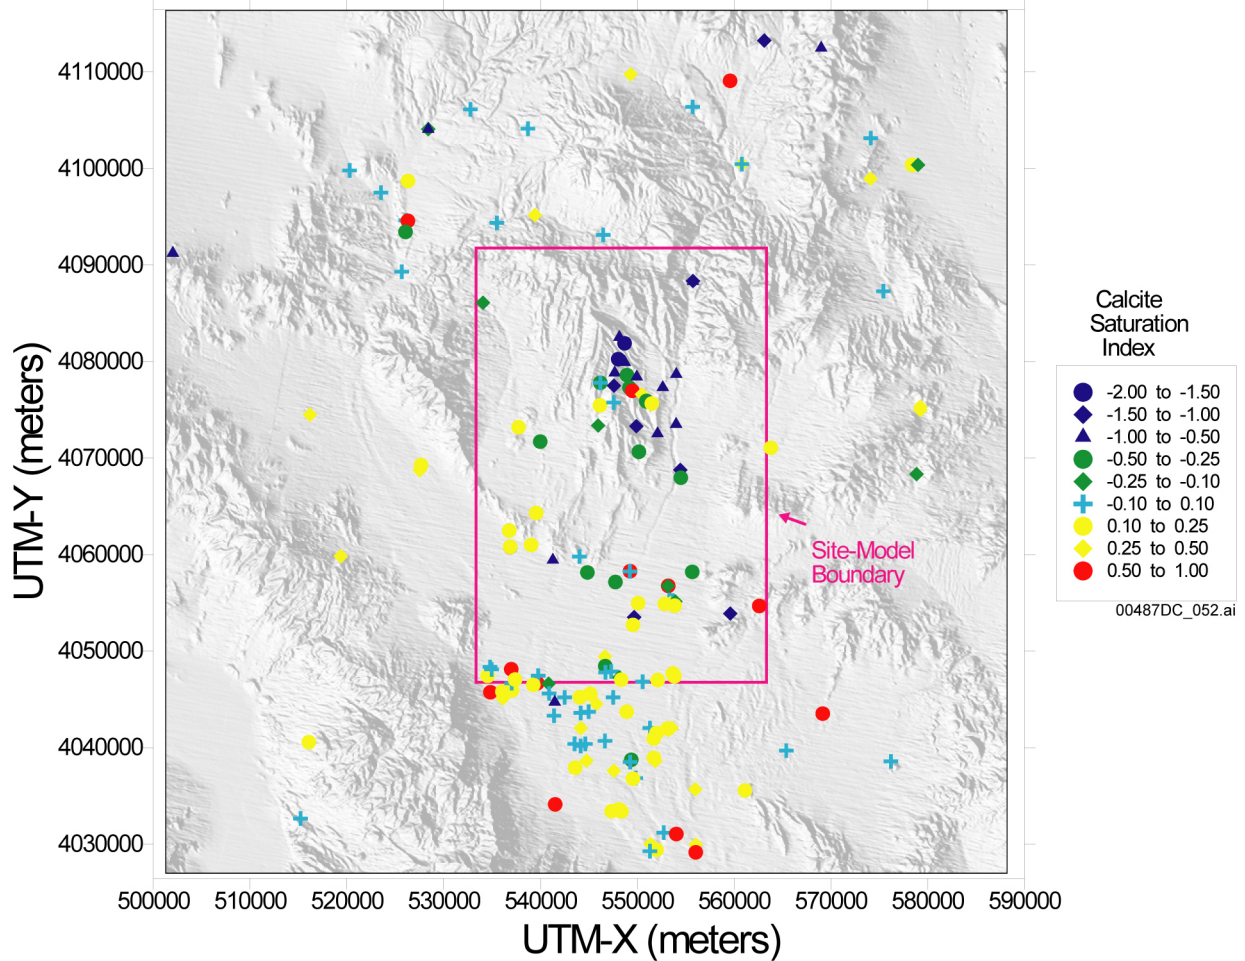 4110000
4100000
4090000
4080000
4070000
4060000
4050000
4040000
4030000
UTM-Y (meters)
500000 510000 520000 530000 540000 550000 560000 570000 580000 590000
UTM-X (meters)
Site-Model
Boundary
Calcite
Saturation
Index
-2.00 to -1.50
-1.50 to -1.00
-1.00 to -0.50
-0.50 to -0.25
-0.25 to -0.10
-0.10 to 0.10
0.10 to 0.25
0.25 to 0.50
0.50 to 1.00
00487DC_052.ai